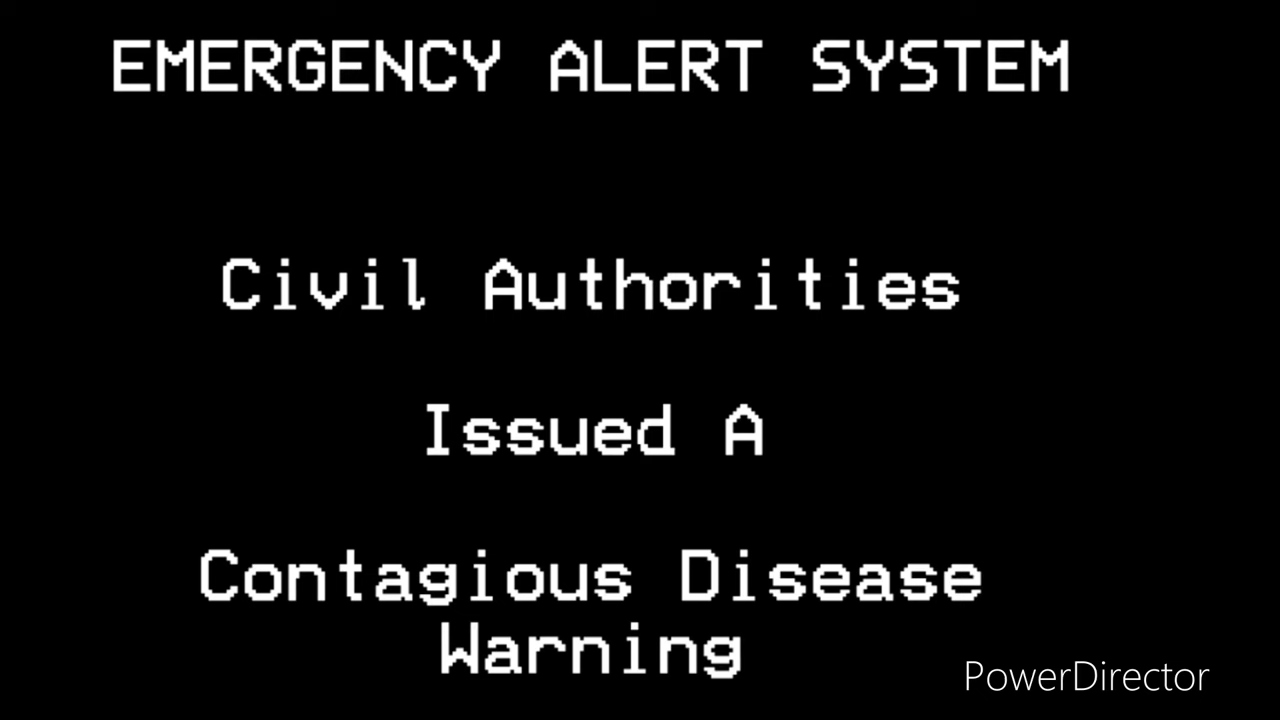 EMERGENCY ALERT SYSTEM
Civil Authorities
Issued A
Contagious Disease
Warning
PowerDirector